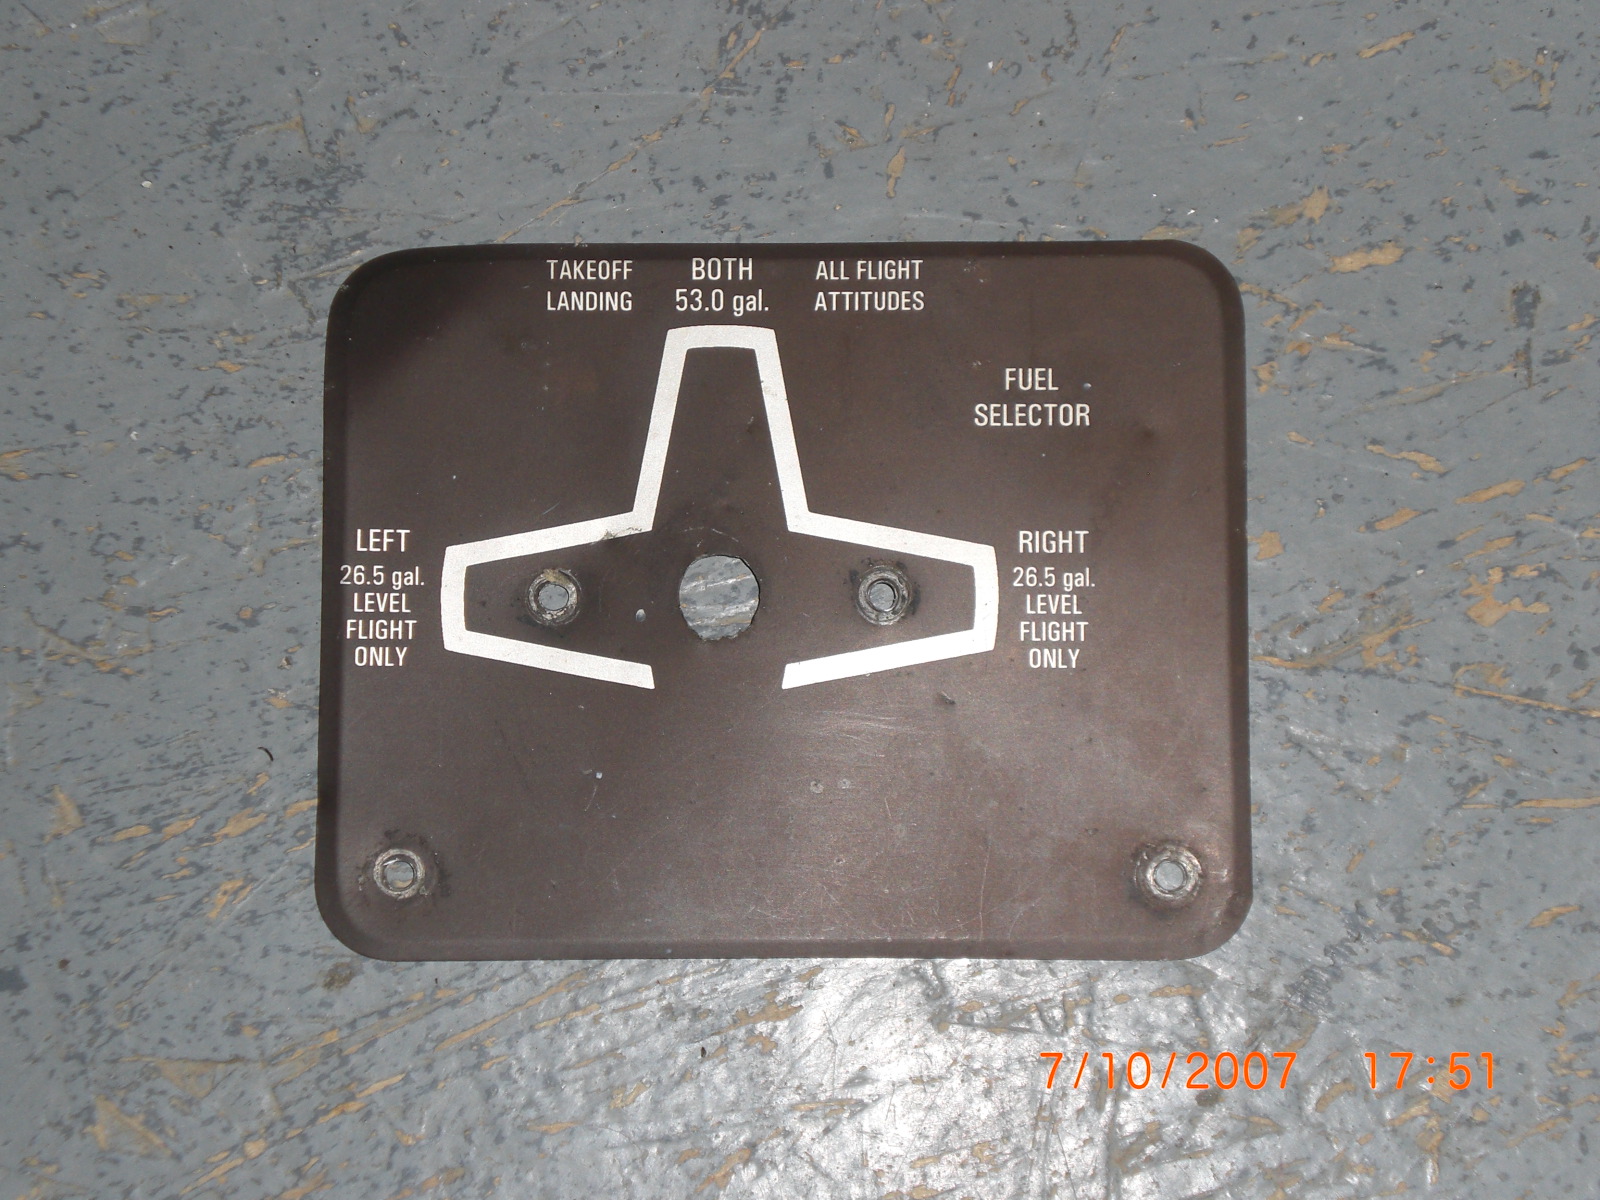 TAKEOFF
LANDING
BOTH
53.0 gal.
ALL FLIGHT
ATTITUDES
FUEL
SELECTOR
LEFT
26.5 gal.
LEVEL
FLIGHT
ONLY
RIGHT
26.5 gal.
LEVEL
FLIGHT
ONLY
7/10/2007 17:51